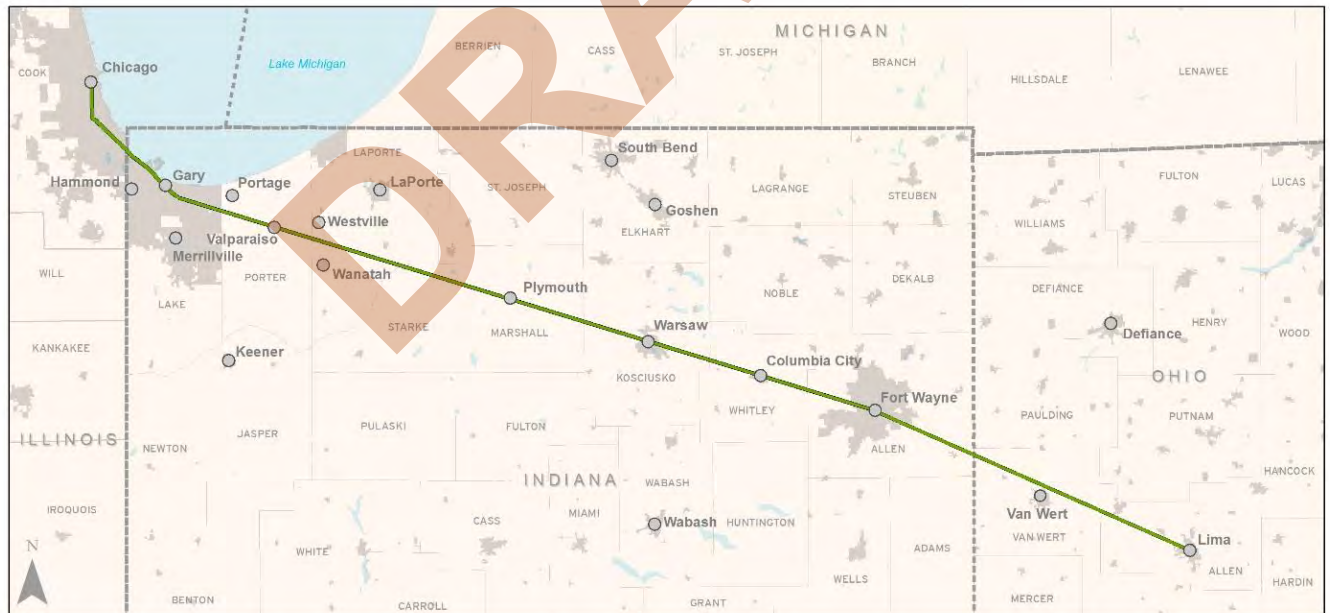 MICHIGAN
BERRIEN
CASS
ST. JOSEPH
BRANCH
HILLSDALE
LENAWEE
COOK
Chicago
Lake Michigan
DRA
South Bend
LAPORTE
LaPorte
ST. JOSEPH
LAGRANGE
STEUBEN
FULTON
LUCAS
Hammond
Gary
Portage
Goshen
ELKHART
WILLIAMS
Westville
Valparaiso
Merrillville
Wanatah
WILL
PORTER
LAKE
Plymouth
NOBLE
DEKALB
DEFIANCE
HENRY
WOOD
Defiance
STARKE
MARSHALL
Warsaw
KANKAKEE
Keener
KOSCIUSKO
Columbia City
OHIO
WHITLEY
Fort Wayne
PAULDING
PUTNAM
ILLINOIS
NEWTON
JASPER
PULASKI
FULTON
ALLEN
HANCOCK
INDIANA
WABASH
IROQUOIS
CASS
MIAMI
Wabash
HUNTINGTON
Van Wert
VAN WERT
N
WHITE
ADAMS
Lima
ALLEN
WELLS
HARDIN
BENTON
CARROLL
GRANT
MERCER